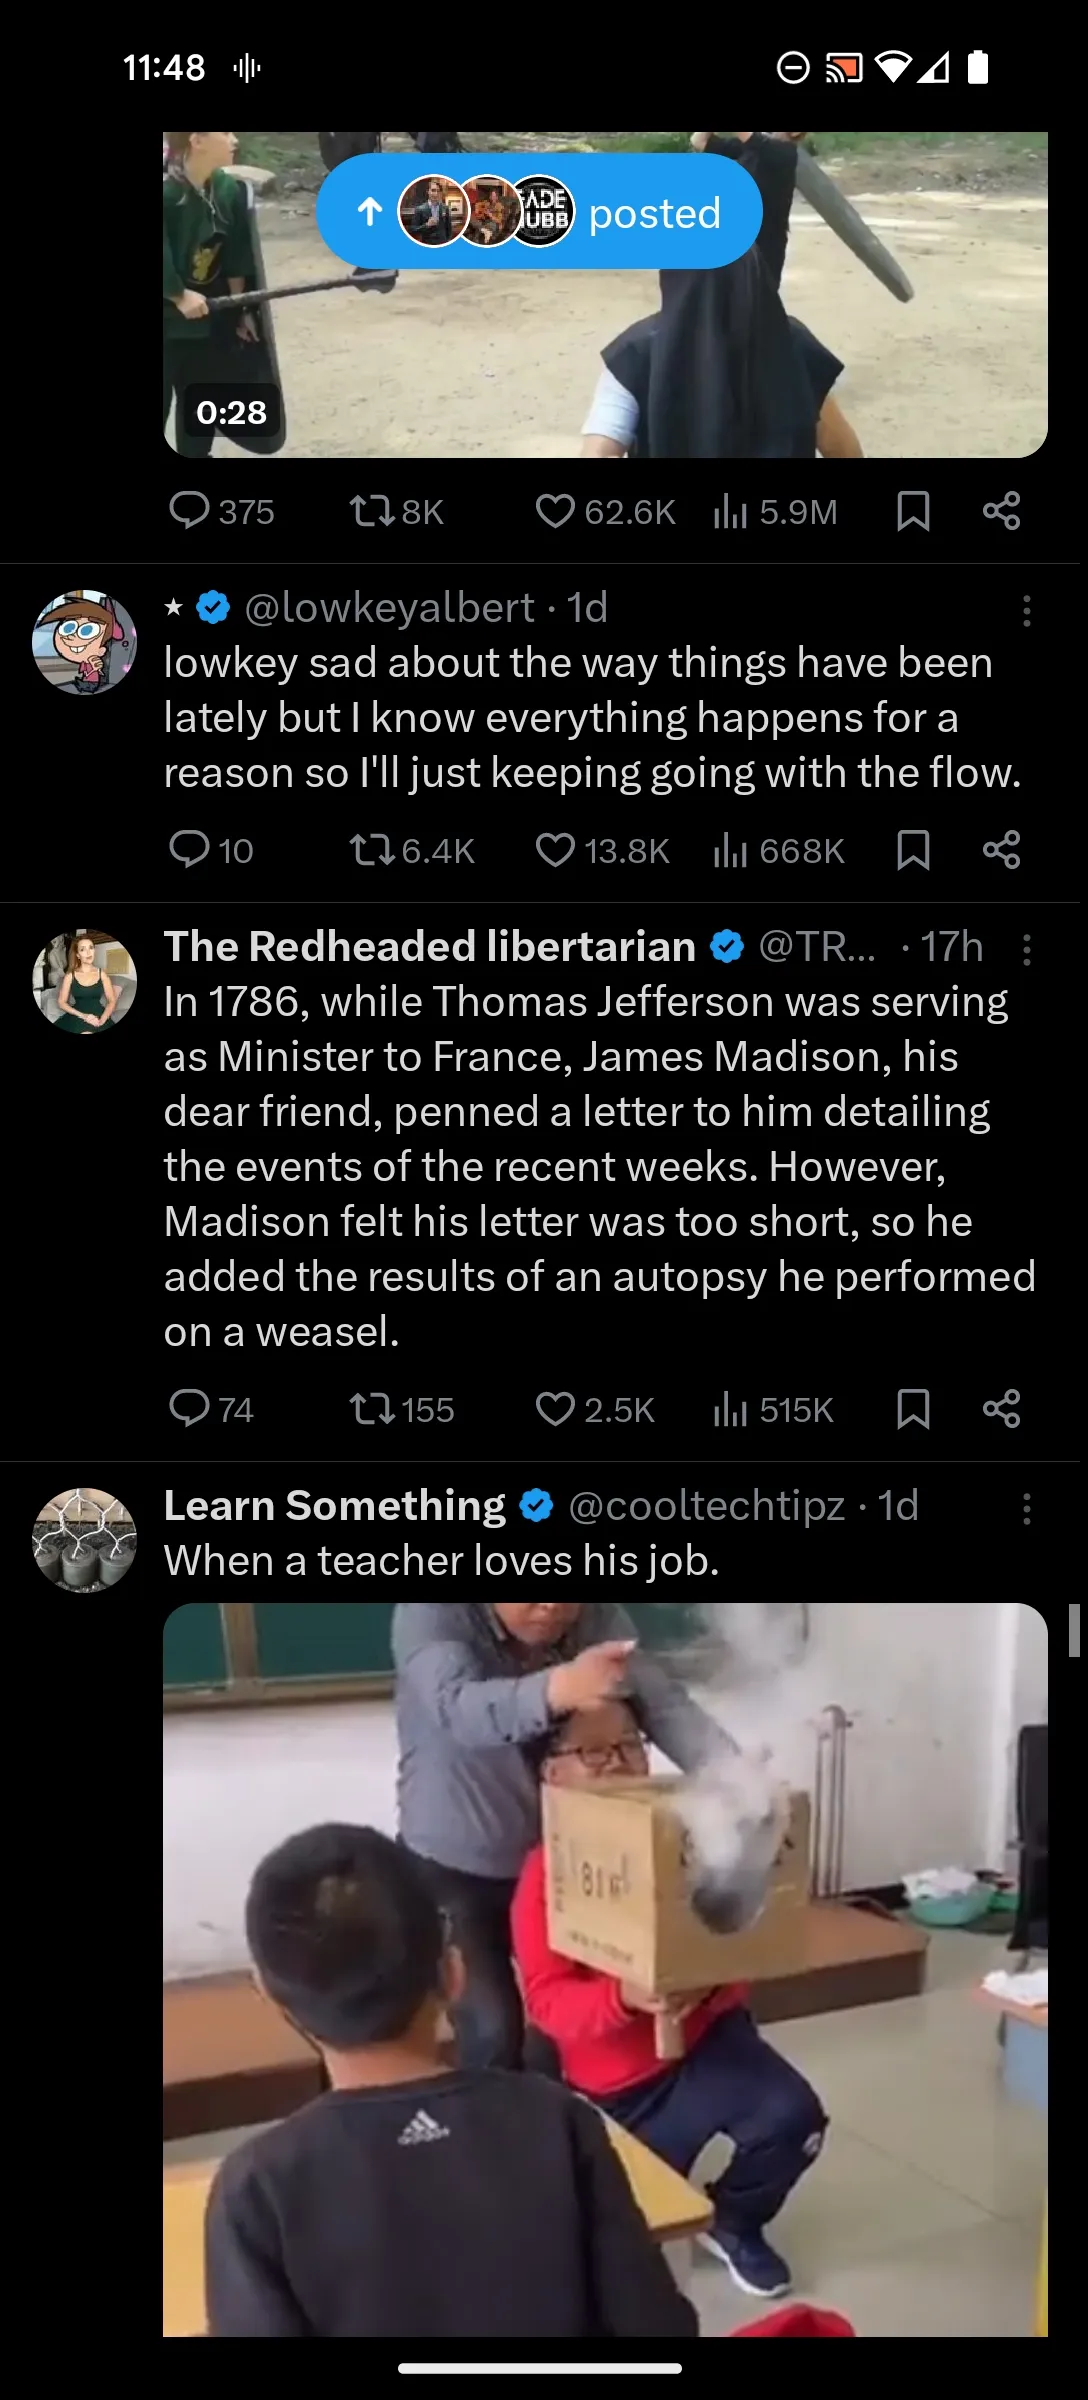 11:48
ADE
UBB
posted
0:28
375 8K 62.6K 5.9M
@lowkeyalbert · 1d
lowkey sad about the way things have been
lately but I know everything happens for a
reason so I'll just keeping going with the flow.
10 6.4K 13.8K 668K
The Redheaded libertarian @TR... · 17h
In 1786, while Thomas Jefferson was serving
as Minister to France, James Madison, his
dear friend, penned a letter to him detailing
the events of the recent weeks. However,
Madison felt his letter was too short, so he
added the results of an autopsy he performed
on a weasel.
74 155 2.5K 515K
Learn Something @cooltechtipz · 1d
When a teacher loves his job.
adidas